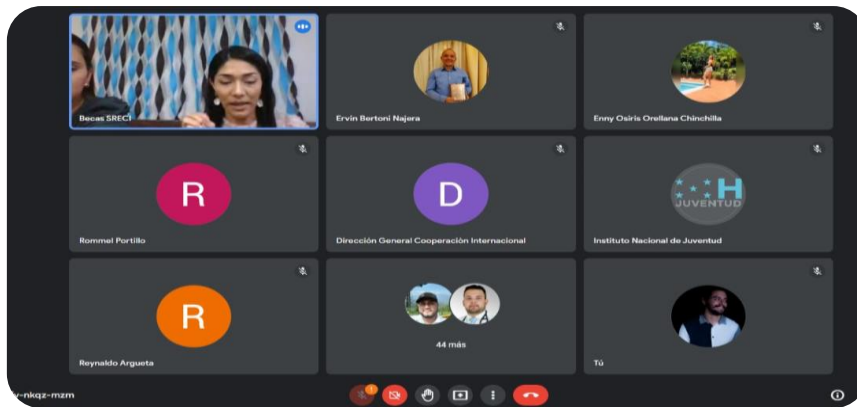 Becas SRECI
Ervin Bertoni Najera
Enny Osiris Orellana Chinchilla
R
Rommel Portillo
D
Dirección General Cooperación Internacional
H
JUVENTUD
Instituto Nacional de Juventud
R
Reynaldo Argueta
44 más
Tú
-nkqz-mzm